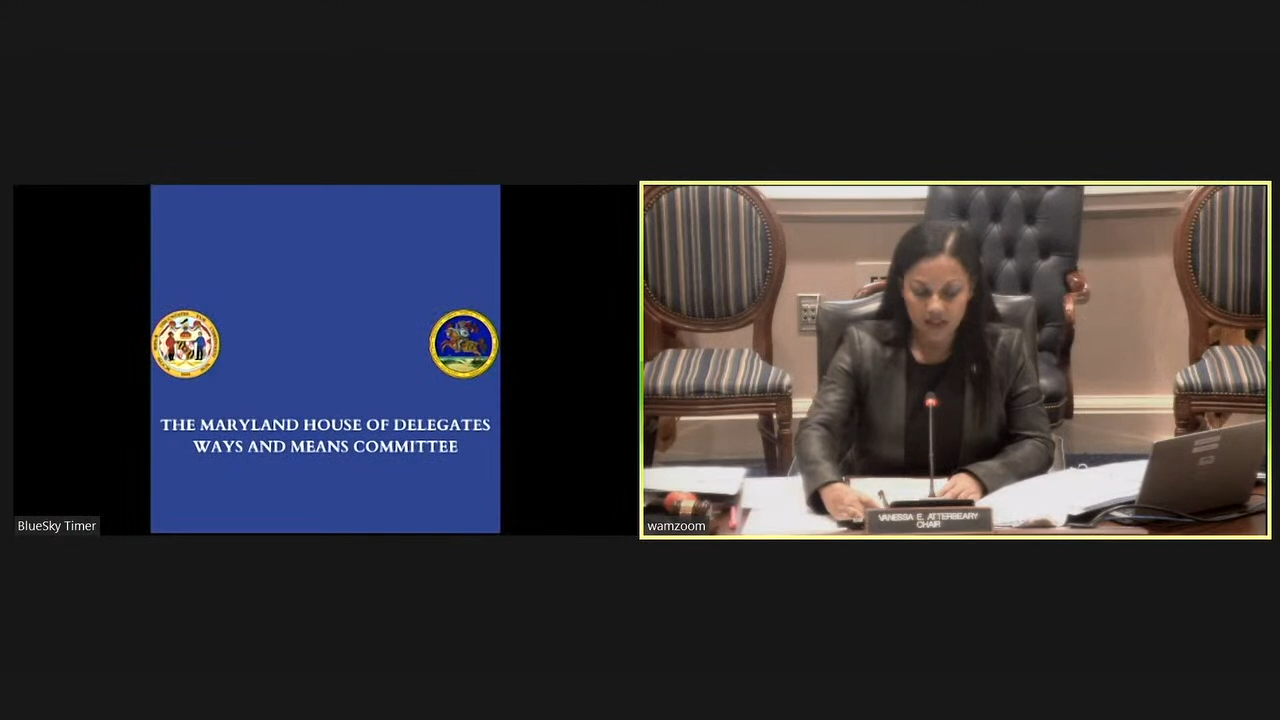 THE MARYLAND HOUSE OF DELEGATES
WAYS AND MEANS COMMITTEE
BlueSky Timer
wamzoom
VANESSA E. ATTERBEARY
CHAIR